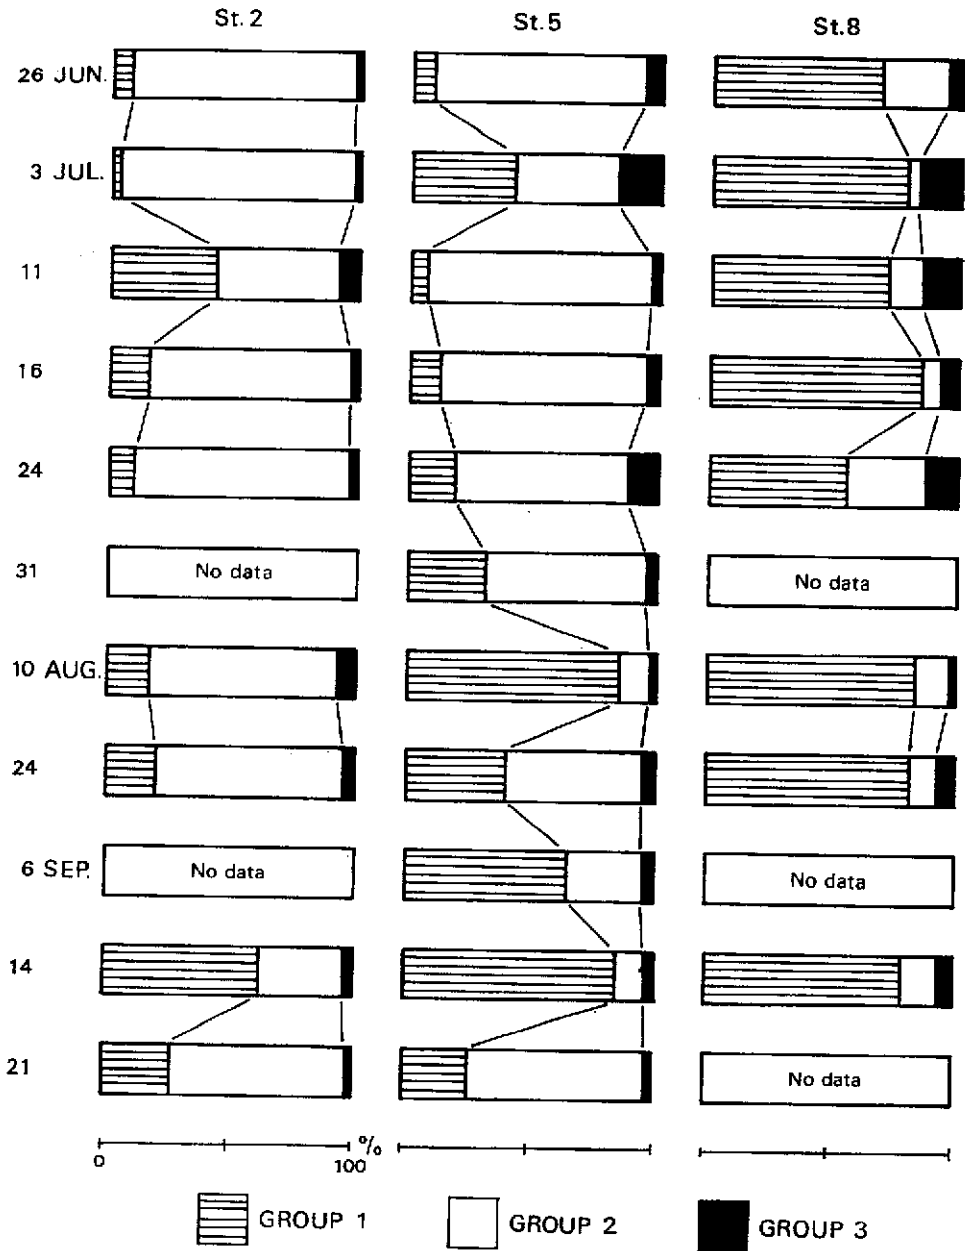 St.2 St.5 St.8
26 JUN.
3 JUL.
11
16
24
31 No data No data
10 AUG.
24
6 SEP. No data No data
14
21 No data
0 100 %
GROUP 1 GROUP 2 GROUP 3